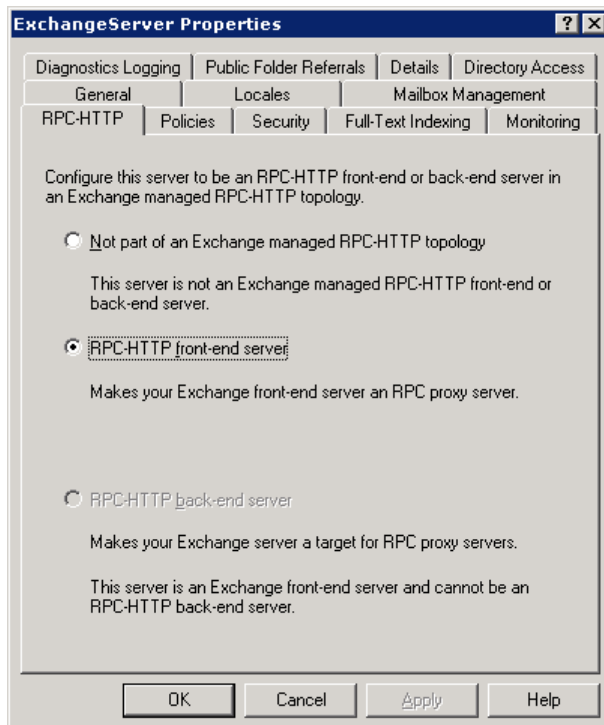 ExchangeServer Properties
Diagnostics Logging Public Folder Referrals Details Directory Access
General Locales Mailbox Management
RPC-HTTP Policies Security Full-Text Indexing Monitoring
Configure this server to be an RPC-HTTP front-end or back-end server in
an Exchange managed RPC-HTTP topology.
Not part of an Exchange managed RPC-HTTP topology
This server is not an Exchange managed RPC-HTTP front-end or
back-end server.
RPC-HTTP front-end server
Makes your Exchange front-end server an RPC proxy server.
RPC-HTTP back-end server
Makes your Exchange server a target for RPC proxy servers.
This server is an Exchange front-end server and cannot be an
RPC-HTTP back-end server.
OK Cancel Apply Help